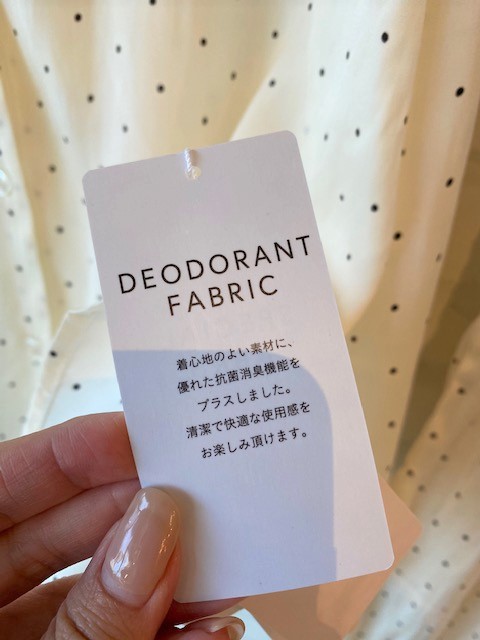 DEODORANT
FABRIC
着心地のよい素材に、
優れた抗菌消臭機能を
プラスしました。
清潔で快適な使用感を
お楽しみ頂けます。